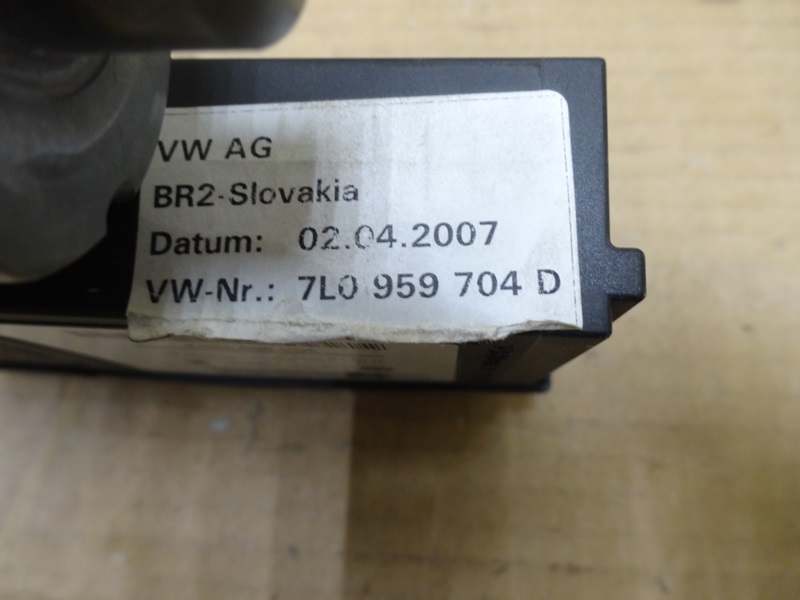 VW AG
BR2-Slovakia
Datum: 02.04.2007
VW-Nr.: 7L0 959 704 D